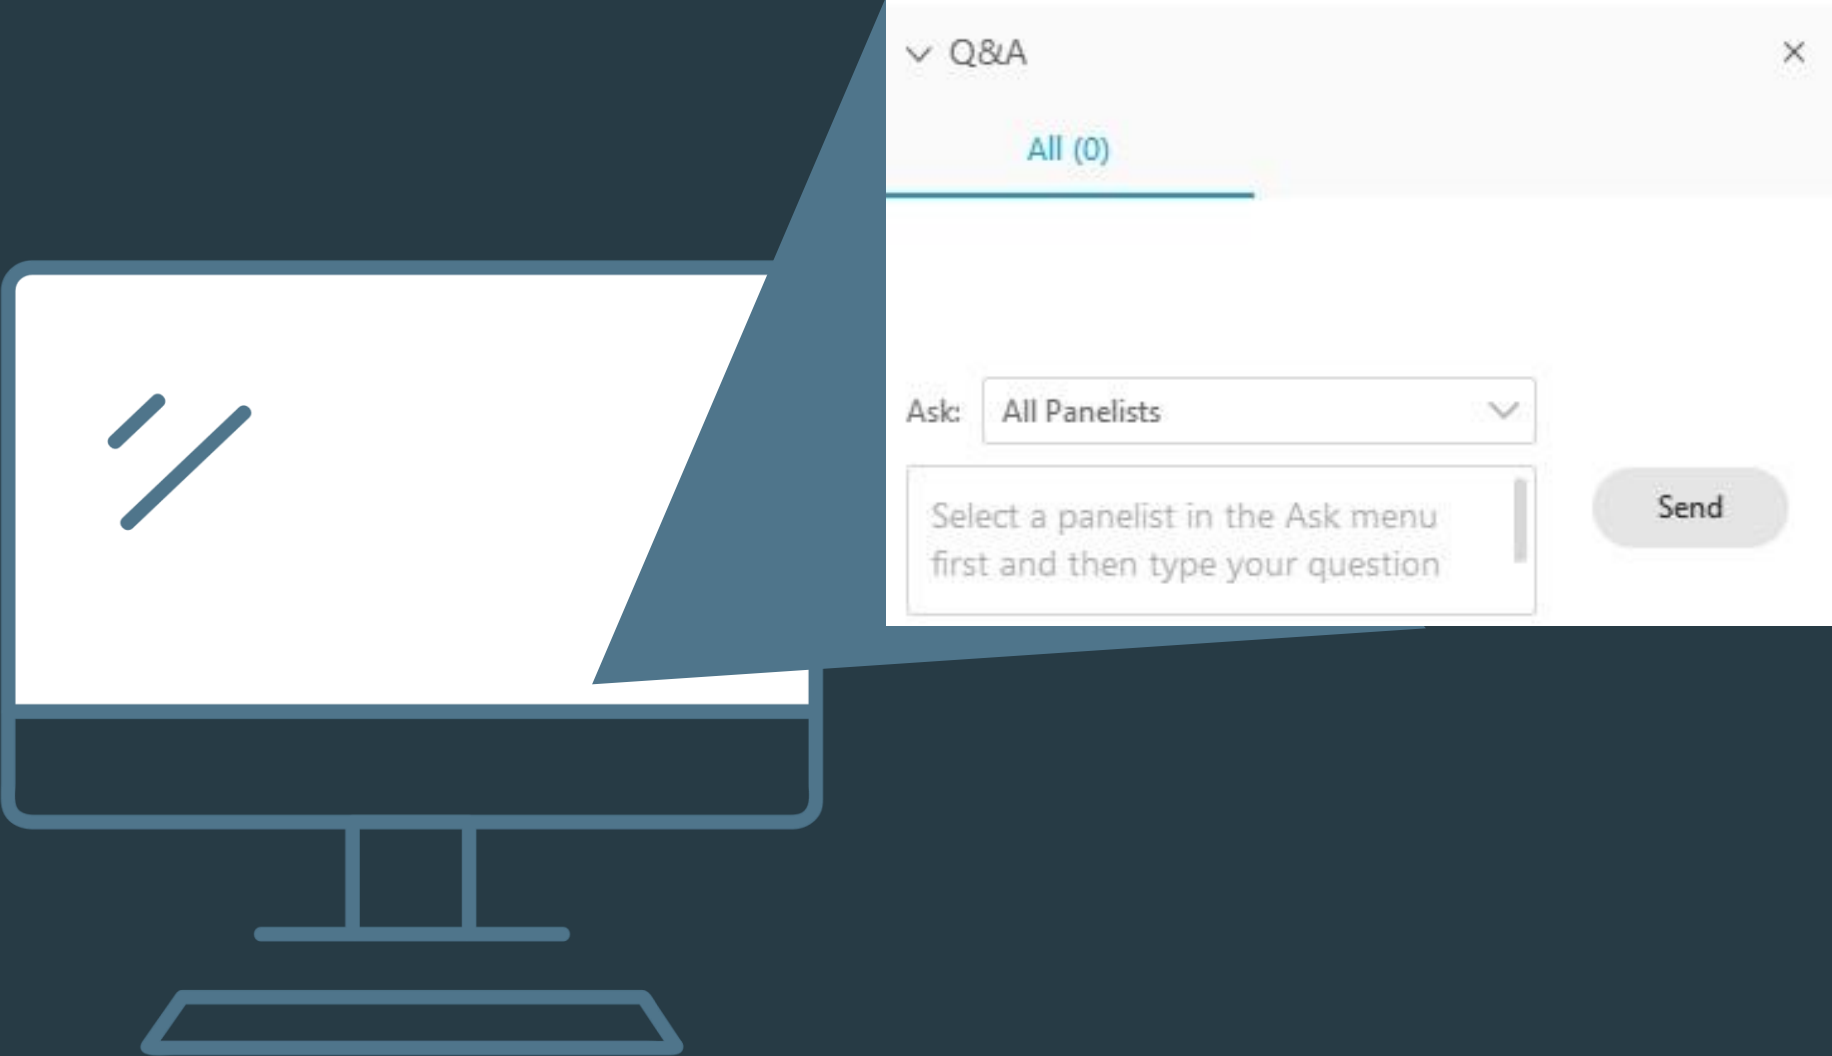 Q&A
All (0)
Ask: All Panelists
Select a panelist in the Ask menu
first and then type your question
Send